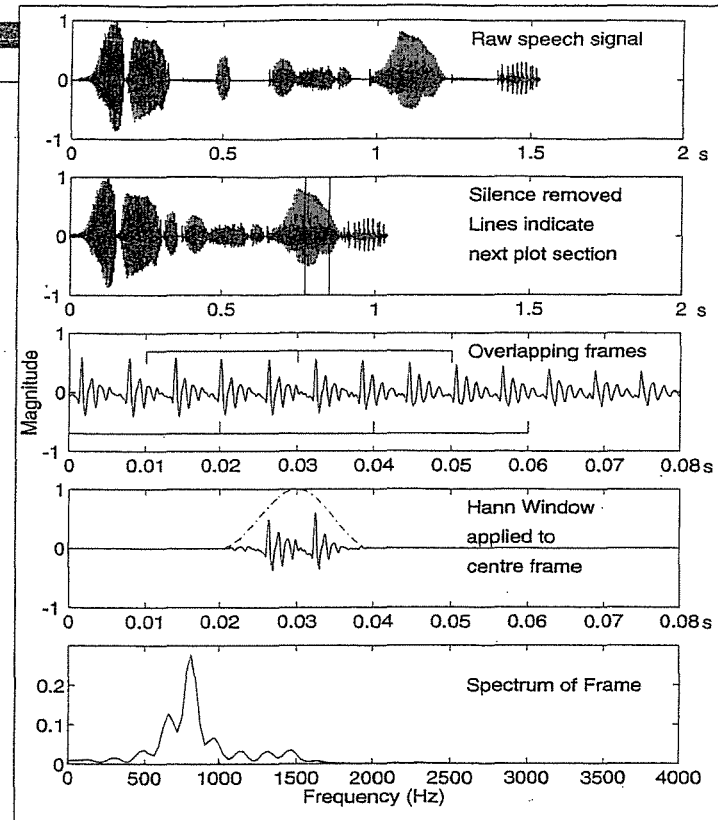 1
Raw speech signal
0
-1
0 0.5 1 1.5 2 s
1
Silence removed
Lines indicate
0
next plot section
-1
0 0.5 1 1.5 2 s
1
Overlapping frames
0
Magnitude
-1
0 0.01 0.02 0.03 0.04 0.05 0.06 0.07 0.08 s
1
Hann Window
applied to
0
centre frame
-1
0 0.01 0.02 0.03 0.04 0.05 0.06 0.07 0.08 s
0.2
Spectrum of Frame
0.1
0
0 500 1000 1500 2000 2500 3000 3500 4000
Frequency (Hz)